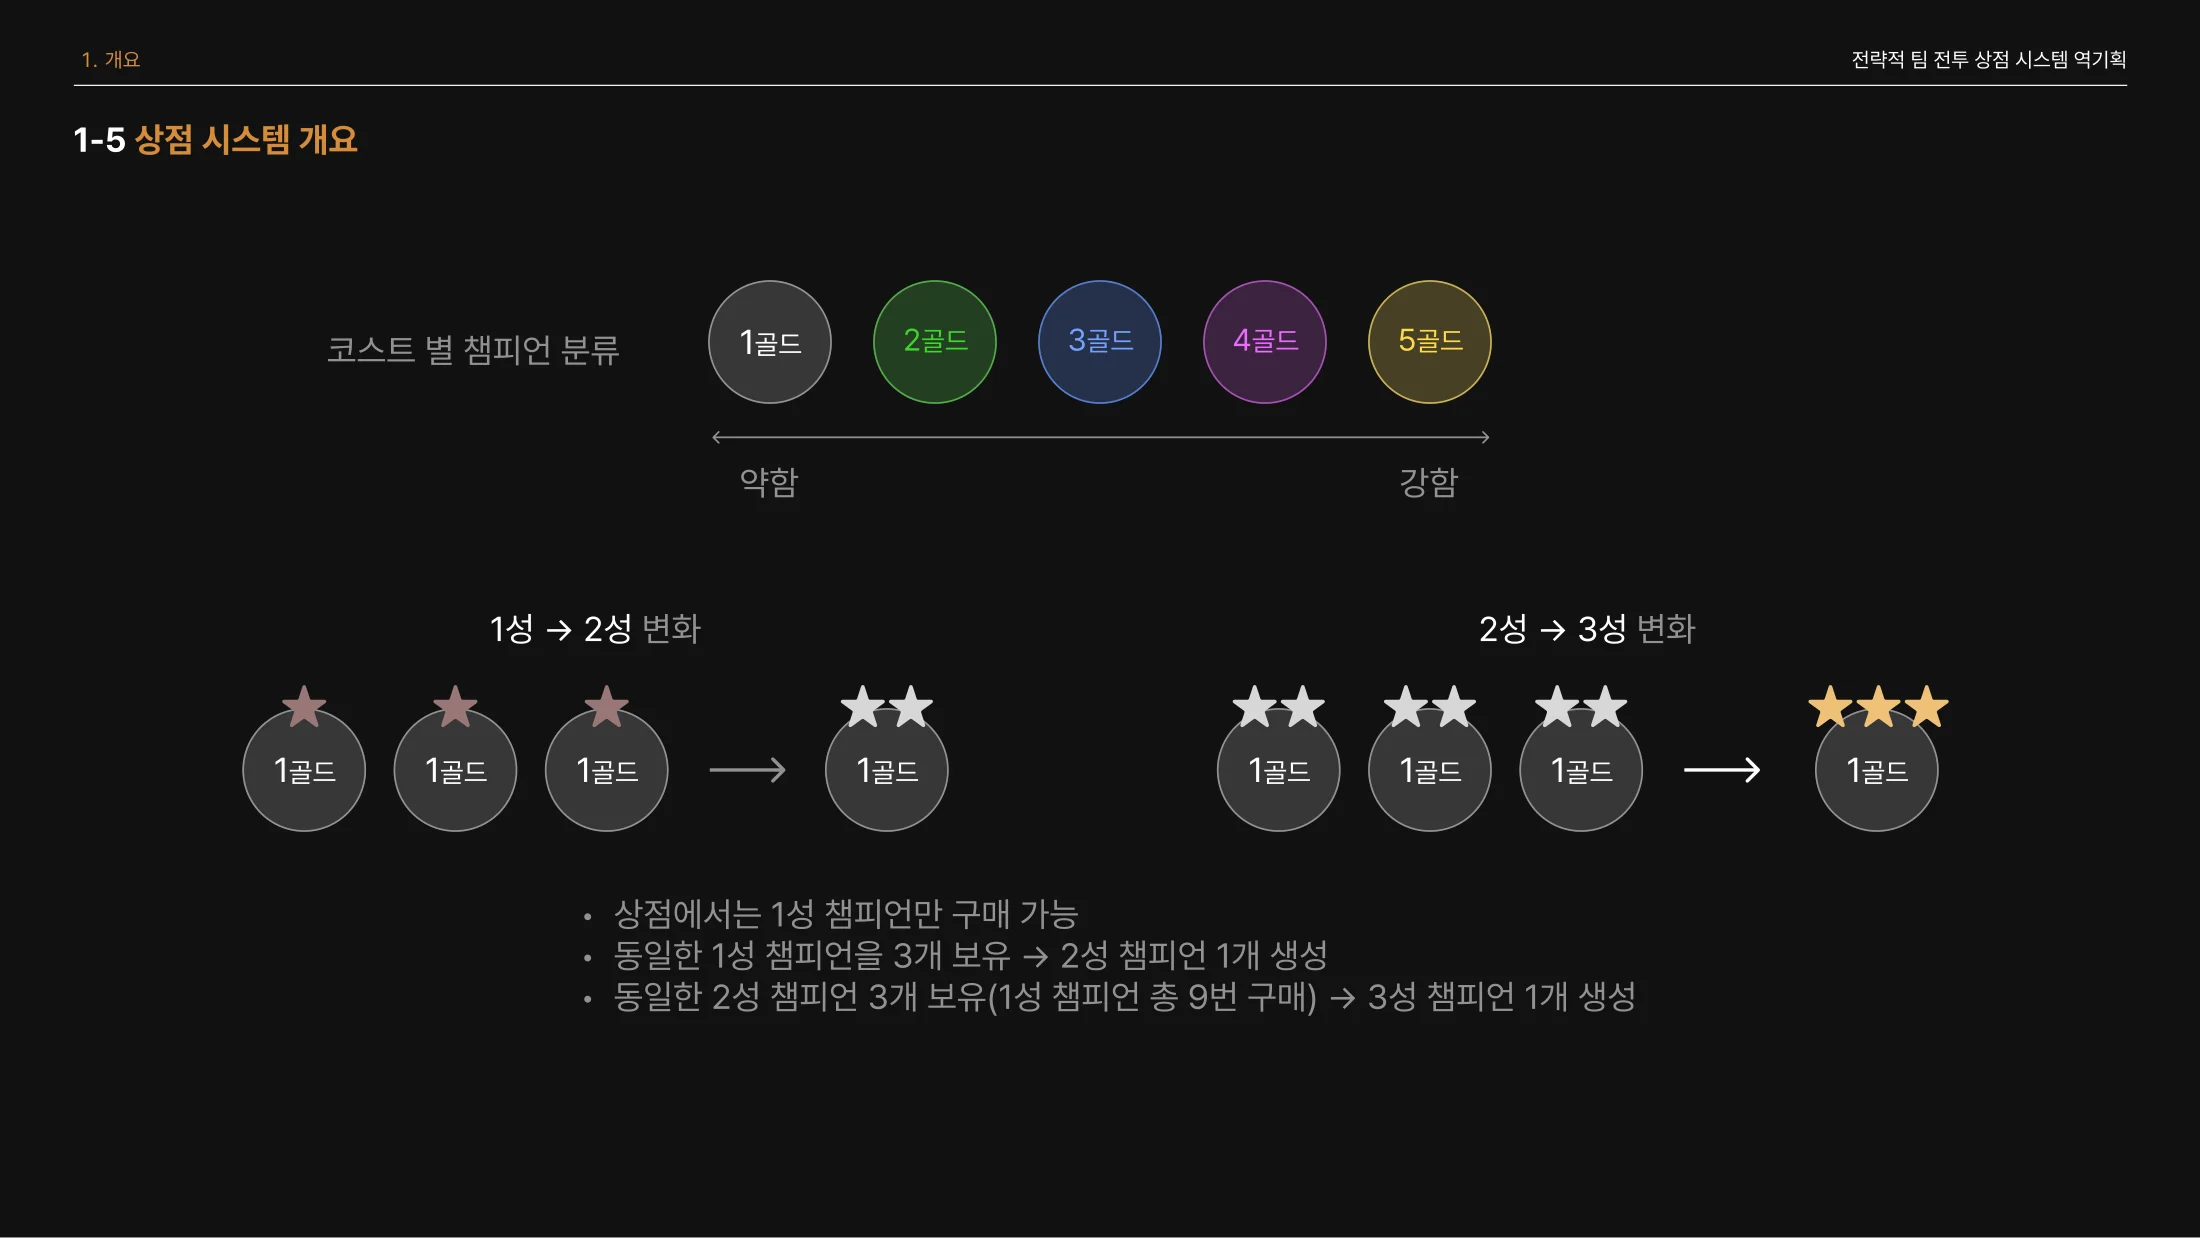 1. 개요
전략적 팀 전투 상점 시스템 역기획
1-5 상점 시스템 개요
코스트 별 챔피언 분류
1골드
2골드
3골드
4골드
5골드
약함
강함
1성 → 2성 변화
1골드
1골드
1골드
→
1골드
2성 → 3성 변화
1골드
1골드
1골드
→
1골드
• 상점에서는 1성 챔피언만 구매 가능
• 동일한 1성 챔피언을 3개 보유 → 2성 챔피언 1개 생성
• 동일한 2성 챔피언 3개 보유(1성 챔피언 총 9번 구매) → 3성 챔피언 1개 생성